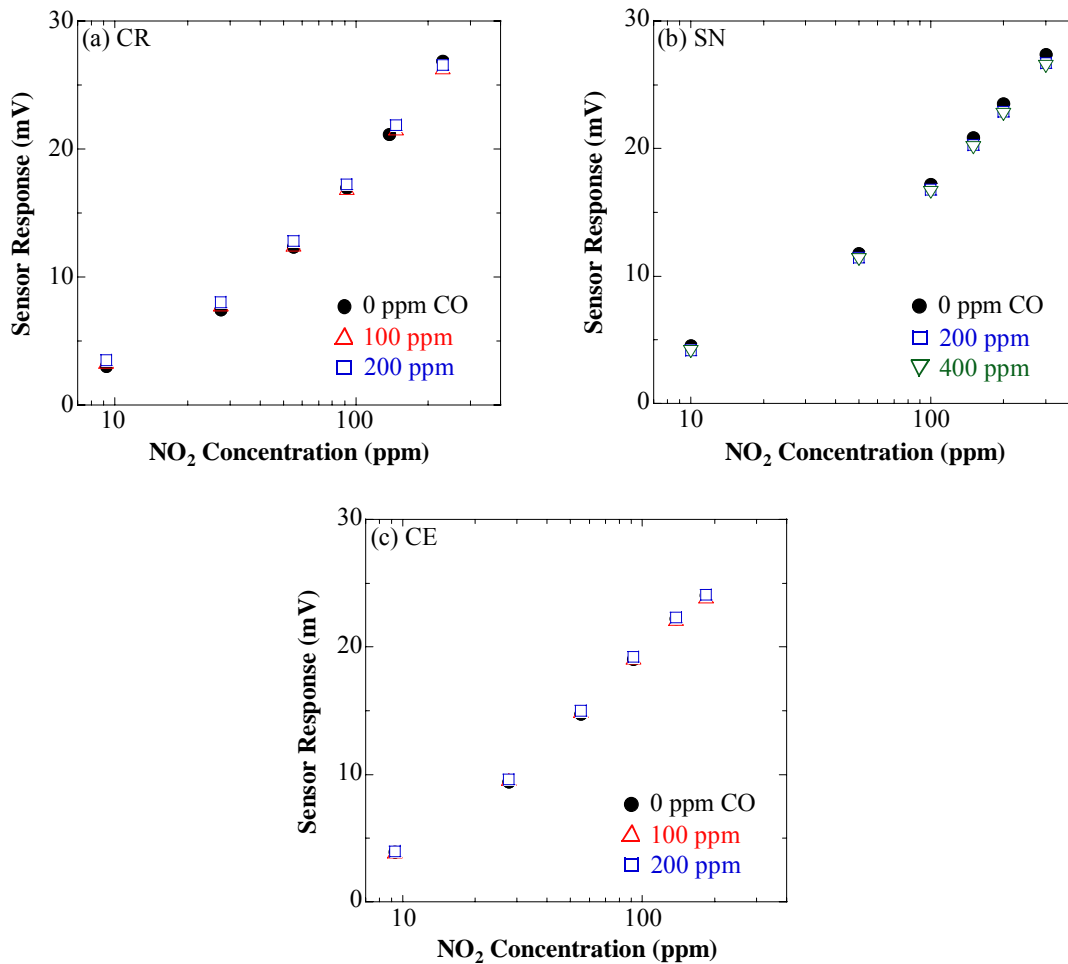 (a) CR
30
20
10
0
Sensor Response (mV)
0 ppm CO
100 ppm
200 ppm
10
100
NO2 Concentration (ppm)
(b) SN
30
20
10
0
Sensor Response (mV)
0 ppm CO
200 ppm
400 ppm
10
100
NO2 Concentration (ppm)
(c) CE
30
20
10
0
Sensor Response (mV)
0 ppm CO
100 ppm
200 ppm
10
100
NO2 Concentration (ppm)